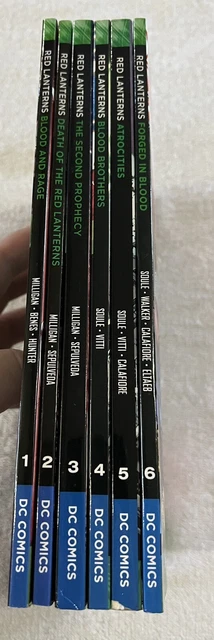 RED LANTERNS BLOOD AND RAGE
MILLIGAN • BENES • HUNTER
1
DC COMICS
RED LANTERNS DEATH OF THE RED LANTERNS
MILLIGAN • SEPULVEDA
2
DC COMICS
RED LANTERNS THE SECOND PROPHECY
MILLIGAN • SEPULVEDA
3
DC COMICS
RED LANTERNS BLOOD BROTHERS
SOULE • VITTI
4
DC COMICS
RED LANTERNS ATROCITIES
SOULE • VITTI • CALAFIORE
5
DC COMICS
RED LANTERNS FORGED IN BLOOD
SOULE • WALKER • CALAFIORE • ELTAEB
6
DC COMICS